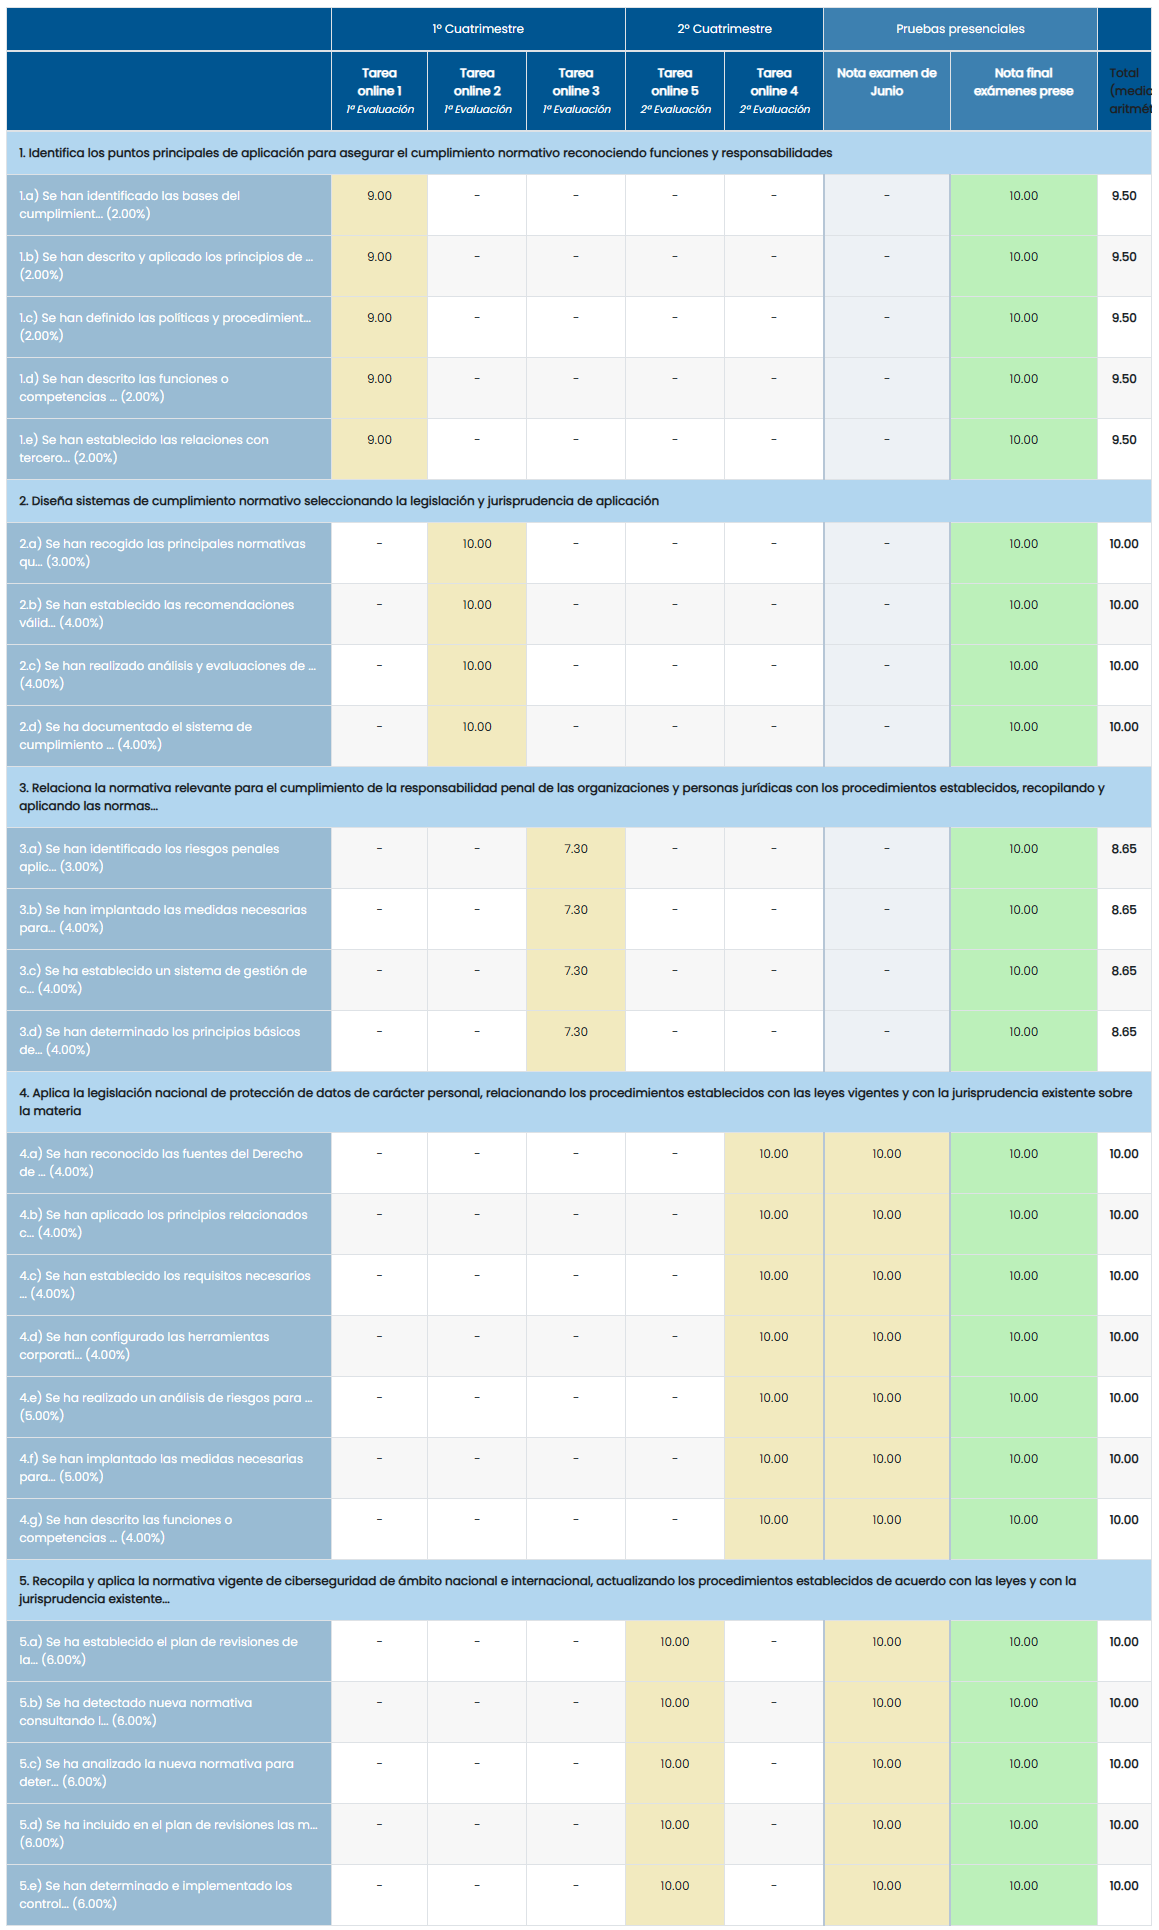 1º Cuatrimestre 2º Cuatrimestre Pruebas presenciales
Tarea online 1 1ª Evaluación Tarea online 2 1ª Evaluación Tarea online 3 1ª Evaluación Tarea online 5 2ª Evaluación Tarea online 4 2ª Evaluación Nota examen de Junio Nota final exámenes prese Total
1. Identifica los puntos principales de aplicación para asegurar el cumplimiento normativo reconociendo funciones y responsabilidades
1.a) Se han identificado las bases del cumplimient... (2.00%) 9.00 - - - - - 10.00 9.50
1.b) Se han descrito y aplicado los principios de ... (2.00%) 9.00 - - - - - 10.00 9.50
1.c) Se han definido las políticas y procedimient... (2.00%) 9.00 - - - - - 10.00 9.50
1.d) Se han descrito las funciones o competencias ... (2.00%) 9.00 - - - - - 10.00 9.50
1.e) Se han establecido las relaciones con tercero... (2.00%) 9.00 - - - - - 10.00 9.50
2. Diseña sistemas de cumplimiento normativo seleccionando la legislación y jurisprudencia de aplicación
2.a) Se han recogido las principales normativas qu... (3.00%) - 10.00 - - - - 10.00 10.00
2.b) Se han establecido las recomendaciones válid... (4.00%) - 10.00 - - - - 10.00 10.00
2.c) Se han realizado análisis y evaluaciones de ... (4.00%) - 10.00 - - - - 10.00 10.00
2.d) Se ha documentado el sistema de cumplimiento ... (4.00%) - 10.00 - - - - 10.00 10.00
3. Relaciona la normativa relevante para el cumplimiento de la responsabilidad penal de las organizaciones y personas jurídicas con los procedimientos establecidos, recopilando y
aplicando las normas...
3.a) Se han identificado los riesgos penales aplic... (3.00%) - - 7.30 - - - 10.00 8.65
3.b) Se han implantado las medidas necesarias para... (4.00%) - - 7.30 - - - 10.00 8.65
3.c) Se ha establecido un sistema de gestión de c... (4.00%) - - 7.30 - - - 10.00 8.65
3.d) Se han determinado los principios básicos de... (4.00%) - - 7.30 - - - 10.00 8.65
4. Aplica la legislación nacional de protección de datos de carácter personal, relacionando los procedimientos establecidos con las leyes vigentes y con la jurisprudencia existente sobre
la materia
4.a) Se han reconocido las fuentes del Derecho de ... (4.00%) - - - - 10.00 10.00 10.00 10.00
4.b) Se han aplicado los principios relacionados c... (4.00%) - - - - 10.00 10.00 10.00 10.00
4.c) Se han establecido los requisitos necesarios ... (4.00%) - - - - 10.00 10.00 10.00 10.00
4.d) Se han configurado las herramientas corporati... (4.00%) - - - - 10.00 10.00 10.00 10.00
4.e) Se ha realizado un análisis de riesgos para ... (5.00%) - - - - 10.00 10.00 10.00 10.00
4.f) Se han implantado las medidas necesarias para... (5.00%) - - - - 10.00 10.00 10.00 10.00
4.g) Se han descrito las funciones o competencias ... (4.00%) - - - - 10.00 10.00 10.00 10.00
5. Recopila y aplica la normativa vigente de ciberseguridad de ámbito nacional e internacional, actualizando los procedimientos establecidos de acuerdo con las leyes y con la
jurisprudencia existente...
5.a) Se ha establecido el plan de revisiones de la... (6.00%) - - - 10.00 - 10.00 10.00 10.00
5.b) Se ha detectado nueva normativa consultando l... (6.00%) - - - 10.00 - 10.00 10.00 10.00
5.c) Se ha analizado la nueva normativa para deter... (6.00%) - - - 10.00 - 10.00 10.00 10.00
5.d) Se ha incluido en el plan de revisiones las m... (6.00%) - - - 10.00 - 10.00 10.00 10.00
5.e) Se han determinado e implementado los control... (6.00%) - - - 10.00 - 10.00 10.00 10.00